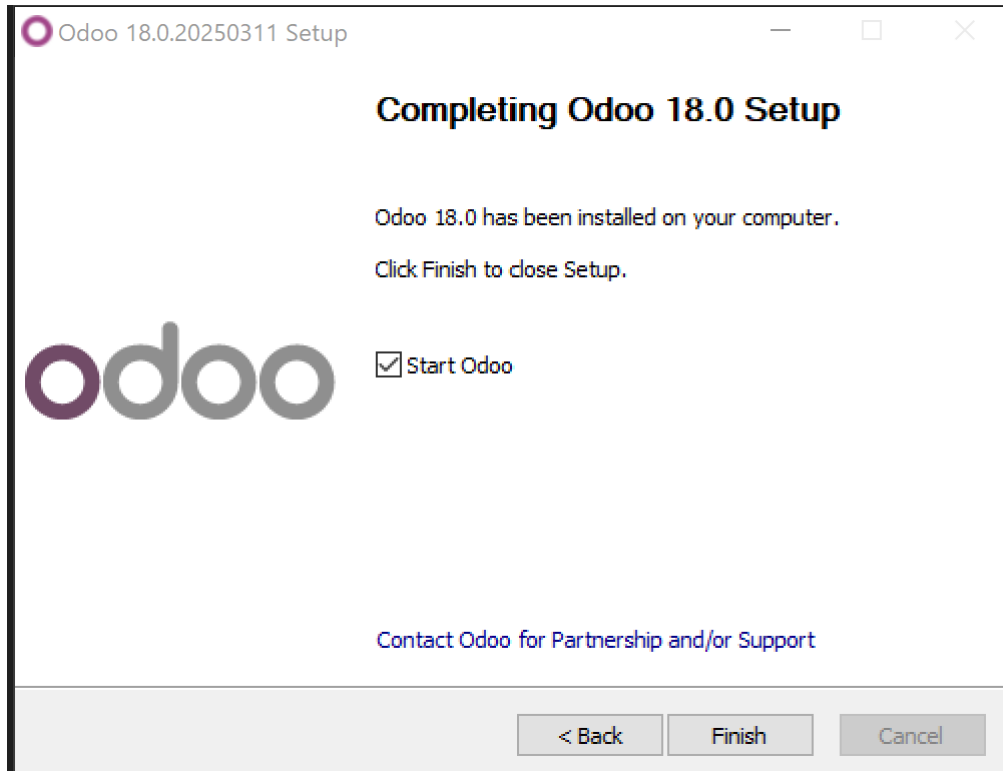 Odoo 18.0.20250311 Setup
Completing Odoo 18.0 Setup
Odoo 18.0 has been installed on your computer.
Click Finish to close Setup.
odoo
Start Odoo
Contact Odoo for Partnership and/or Support
< Back
Finish
Cancel